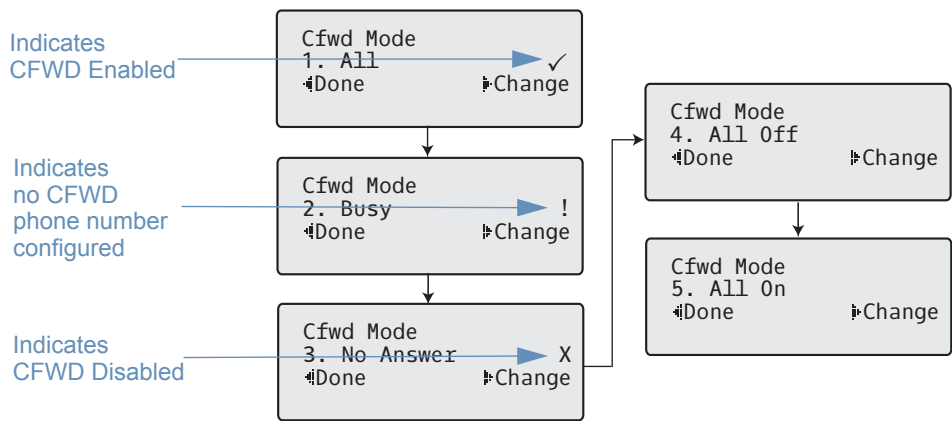 Indicates
CFWD Enabled
Cfwd Mode
1. All ✓
Done Change
Indicates
no CFWD
phone number
configured
Cfwd Mode
2. Busy !
Done Change
Indicates
CFWD Disabled
Cfwd Mode
3. No Answer X
Done Change
Cfwd Mode
4. All Off
Done Change
Cfwd Mode
5. All On
Done Change